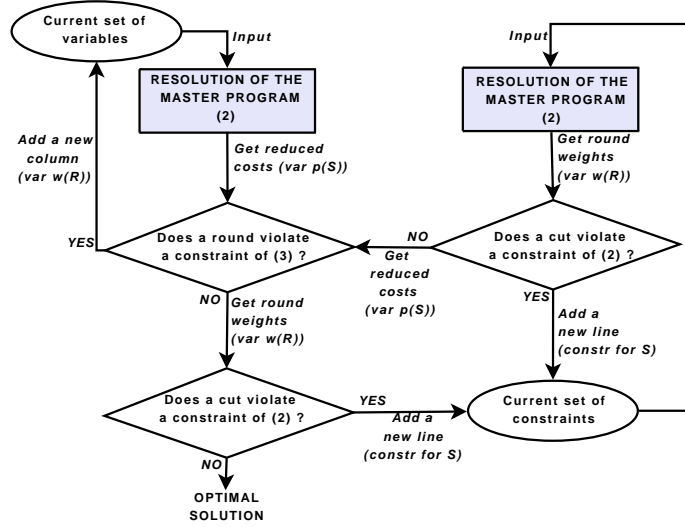 Current set of
variables
Input
RESOLUTION OF THE
MASTER PROGRAM
(2)
Add a new
column
(var w(R))
Get reduced
costs (var p(S))
YES
Does a round violate
a constraint of (3) ?
NO
Get round
weights
(var w(R))
Does a cut violate
a constraint of (2) ?
YES
Add a
new line
(constr for S)
NO
OPTIMAL
SOLUTION
Input
RESOLUTION OF THE
MASTER PROGRAM
(2)
Get round
weights
(var w(R))
Does a cut violate
a constraint of (2) ?
NO
Get
reduced
costs
(var p(S))
YES
Add a
new line
(constr for S)
Current set of
constraints